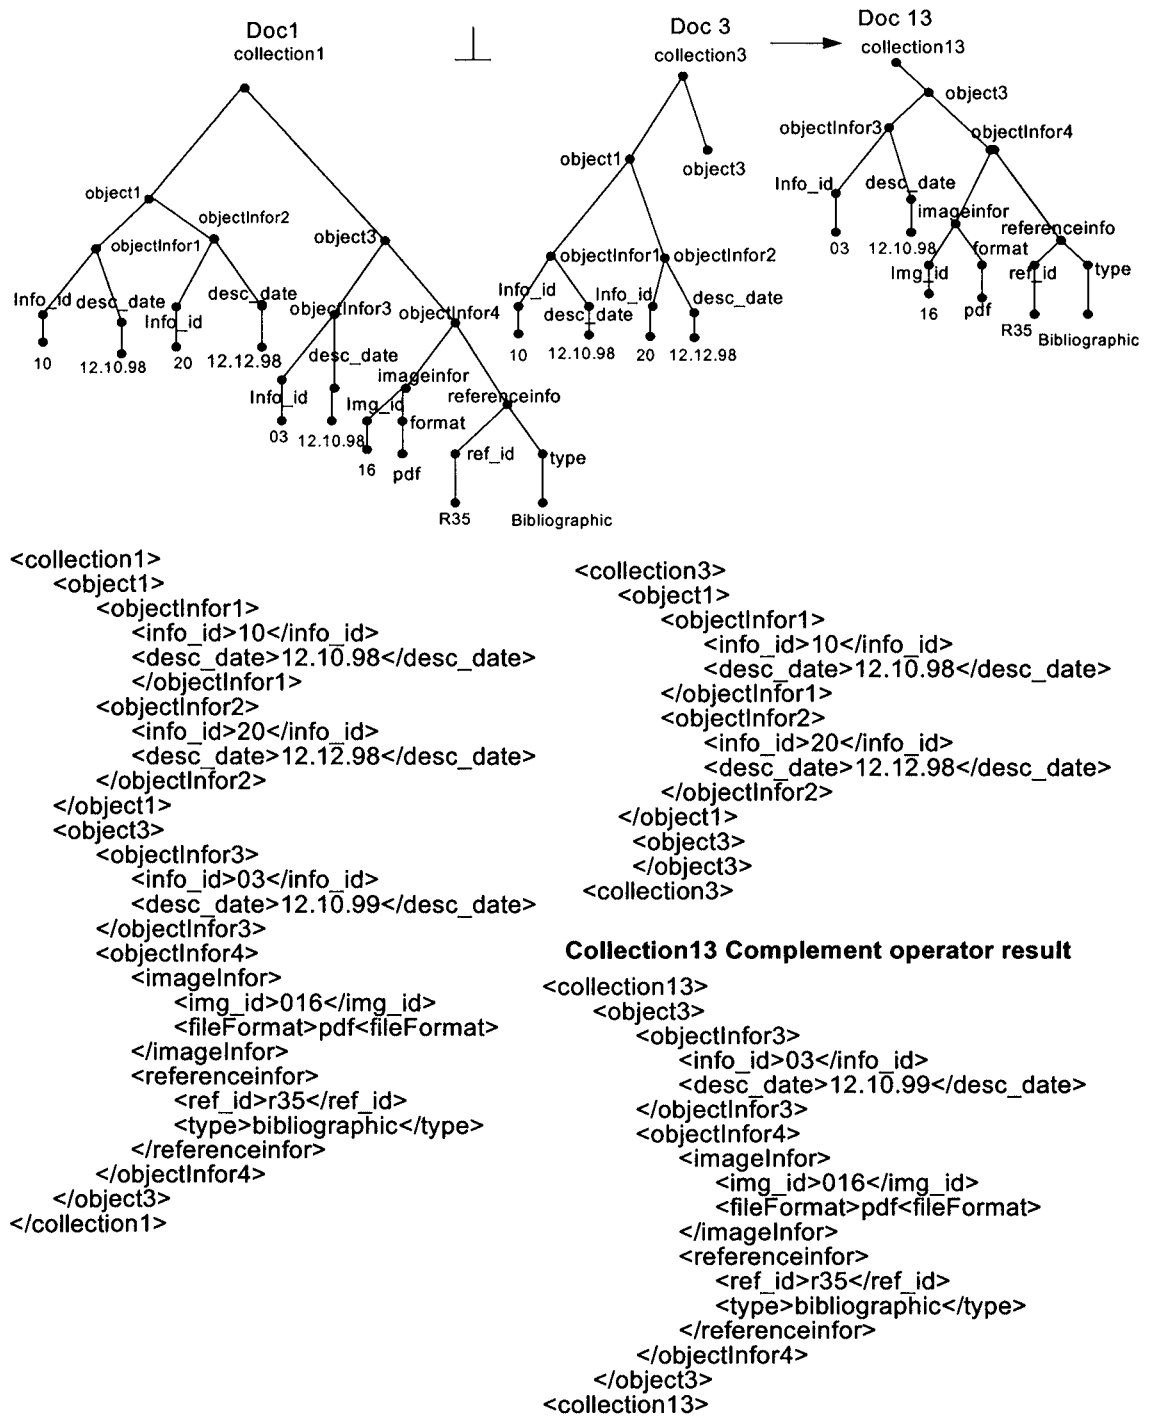 Doc1
collection1
object1
objectInfor2
objectInfor1
object3
Info_id
desc_date
Info_id
desc_date
objectInfor3
objectInfor4
10
12.10.98
20
12.12.98
desc_date
imageinfor
Info_id
Img_id
referenceinfo
format
03
12.10.98
16
pdf
ref_id
type
R35
Bibliographic
Doc 3
collection3
object1
object3
objectInfor1
objectInfor2
Info_id
desc_date
Info_id
desc_date
10
12.10.98
20
12.12.98
Doc 13
collection13
object3
objectInfor3
objectInfor4
Info_id
desc_date
imageinfor
referenceinfo
03
12.10.98
format
Img_id
ref_id
type
16
pdf
R35
Bibliographic
<collection1>
<object1>
<objectInfor1>
<info_id>10</info_id>
<desc_date>12.10.98</desc_date>
</objectInfor1>
<objectInfor2>
<info_id>20</info_id>
<desc_date>12.12.98</desc_date>
</objectInfor2>
</object1>
<object3>
<objectInfor3>
<info_id>03</info_id>
<desc_date>12.10.99</desc_date>
</objectInfor3>
<objectInfor4>
<imageInfor>
<img_id>016</img_id>
<fileFormat>pdf<fileFormat>
</imageInfor>
<referenceinfor>
<ref_id>r35</ref_id>
<type>bibliographic</type>
</referenceinfor>
</objectInfor4>
</object3>
</collection1>
<collection3>
<object1>
<objectInfor1>
<info_id>10</info_id>
<desc_date>12.10.98</desc_date>
</objectInfor1>
<objectInfor2>
<info_id>20</info_id>
<desc_date>12.12.98</desc_date>
</objectInfor2>
</object1>
<object3>
</object3>
<collection3>
Collection13 Complement operator result
<collection13>
<object3>
<objectInfor3>
<info_id>03</info_id>
<desc_date>12.10.99</desc_date>
</objectInfor3>
<objectInfor4>
<imageInfor>
<img_id>016</img_id>
<fileFormat>pdf<fileFormat>
</imageInfor>
<referenceinfor>
<ref_id>r35</ref_id>
<type>bibliographic</type>
</referenceinfor>
</objectInfor4>
</object3>
<collection13>